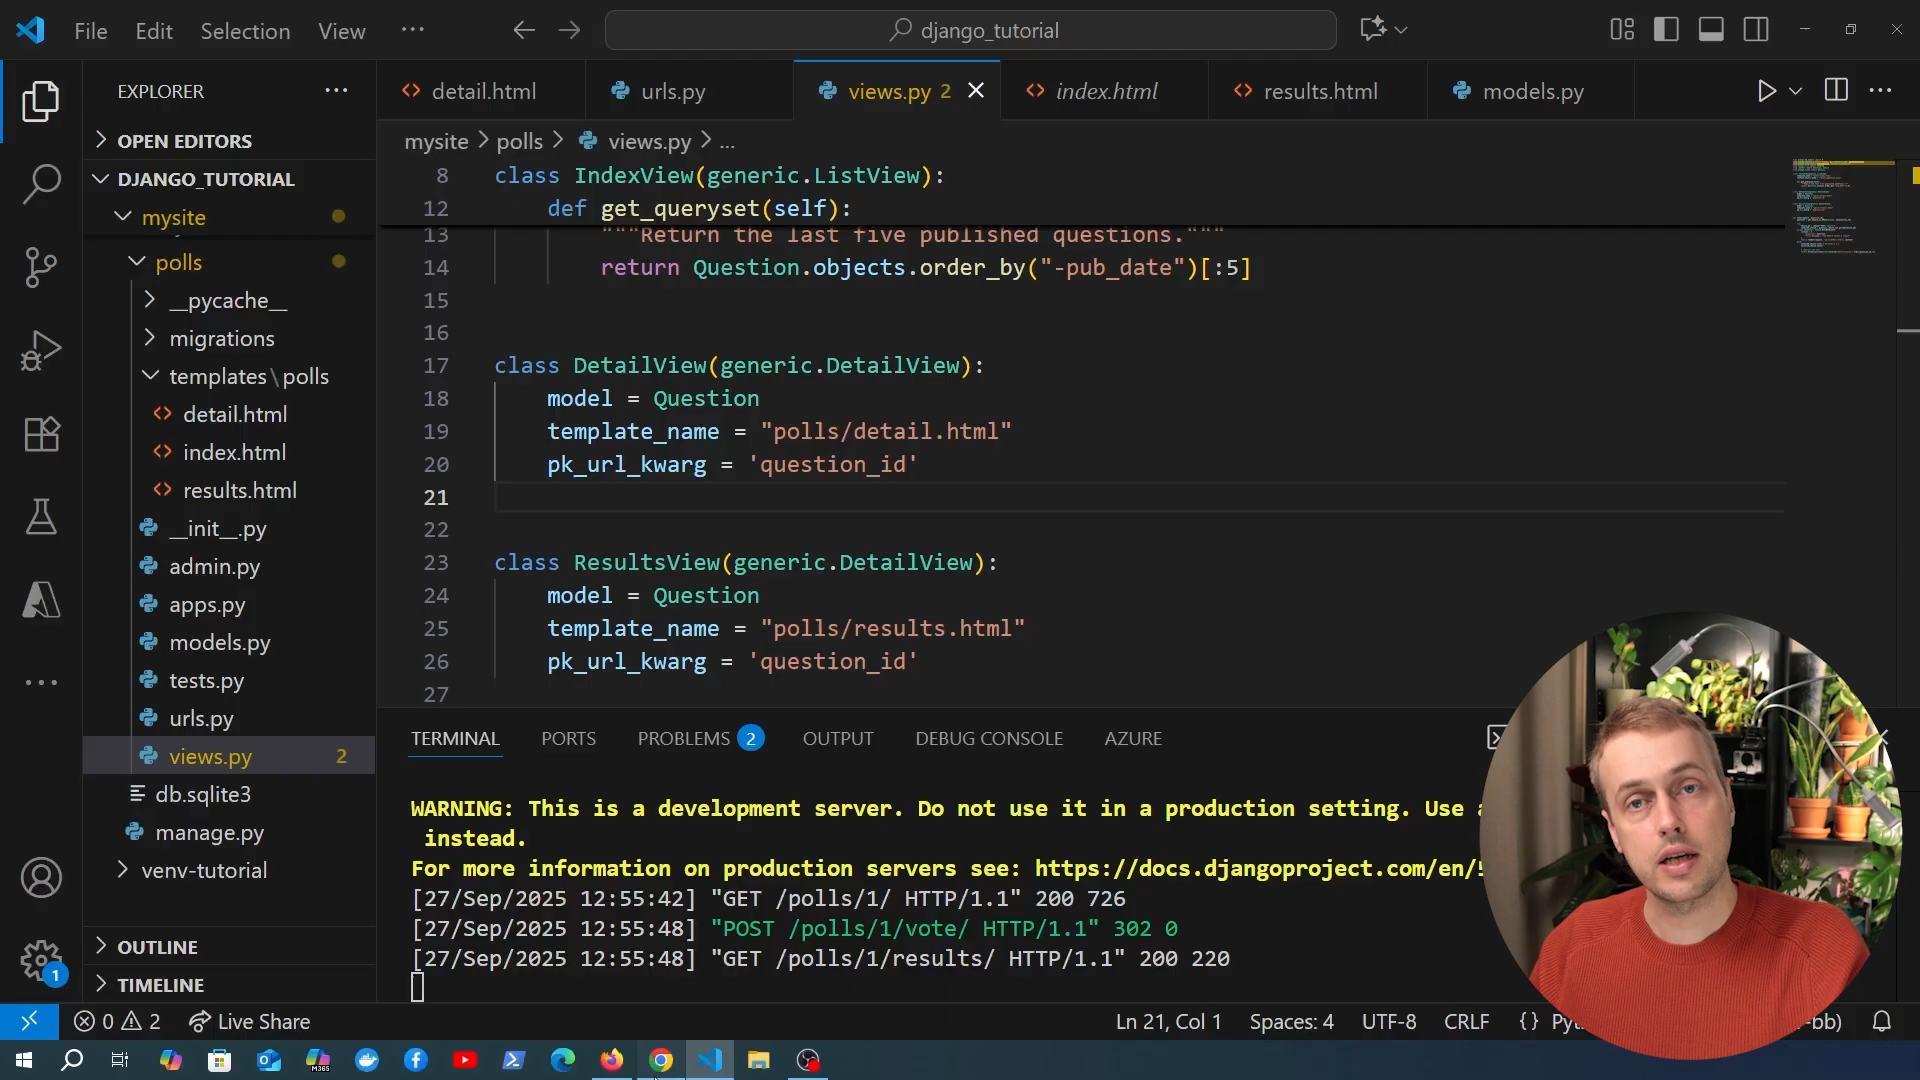 File Edit Selection View ···
django_tutorial
EXPLORER
OPEN EDITORS
DJANGO_TUTORIAL
mysite
polls
__pycache__
migrations
templates\polls
detail.html
index.html
results.html
__init__.py
admin.py
apps.py
models.py
tests.py
urls.py
views.py 2
db.sqlite3
manage.py
venv-tutorial
OUTLINE
TIMELINE
1
detail.html urls.py views.py 2 index.html results.html models.py
mysite > polls > views.py > ...
8 class IndexView(generic.ListView):
12 def get_queryset(self):
13 """Return the last five published questions."""
14 return Question.objects.order_by("-pub_date")[:5]
15
16
17 class DetailView(generic.DetailView):
18 model = Question
19 template_name = "polls/detail.html"
20 pk_url_kwarg = 'question_id'
21
22
23 class ResultsView(generic.DetailView):
24 model = Question
25 template_name = "polls/results.html"
26 pk_url_kwarg = 'question_id'
27
TERMINAL PORTS PROBLEMS 2 OUTPUT DEBUG CONSOLE AZURE
WARNING: This is a development server. Do not use it in a production setting. Use
instead.
For more information on production servers see: https://docs.djangoproject.com/en/
[27/Sep/2025 12:55:42] "GET /polls/1/ HTTP/1.1" 200 726
[27/Sep/2025 12:55:48] "POST /polls/1/vote/ HTTP/1.1" 302 0
[27/Sep/2025 12:55:48] "GET /polls/1/results/ HTTP/1.1" 200 220
0 2 Live Share Ln 21, Col 1 Spaces: 4 UTF-8 CRLF {}
M365